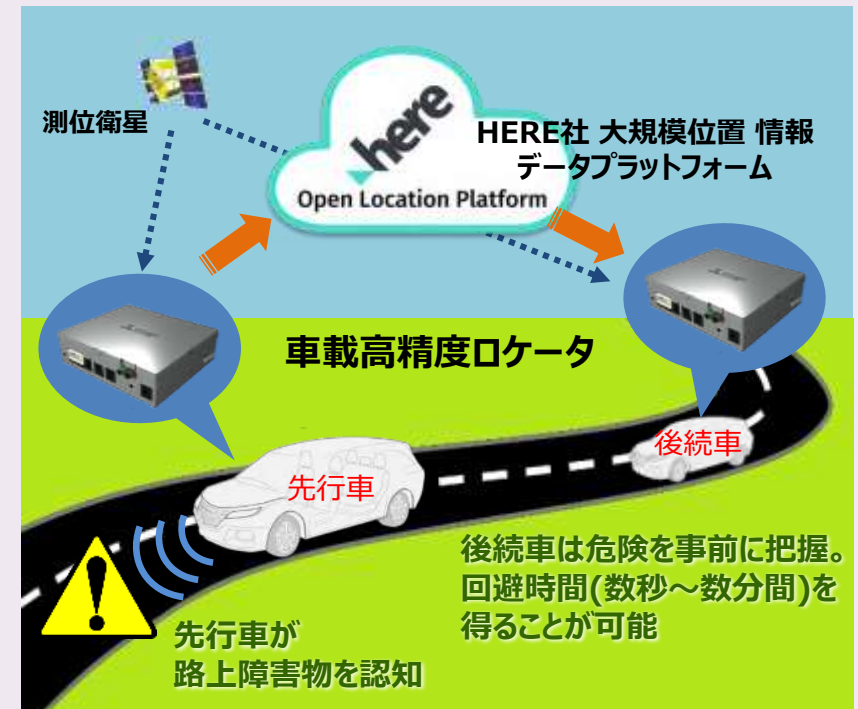 測位衛星
here
Open Location Platform
HERE社 大規模位置 情報
データプラットフォーム
車載高精度ロケータ
後続車
先行車
後続車は危険を事前に把握。
回避時間(数秒～数分間)を
得ることが可能
先行車が
路上障害物を認知